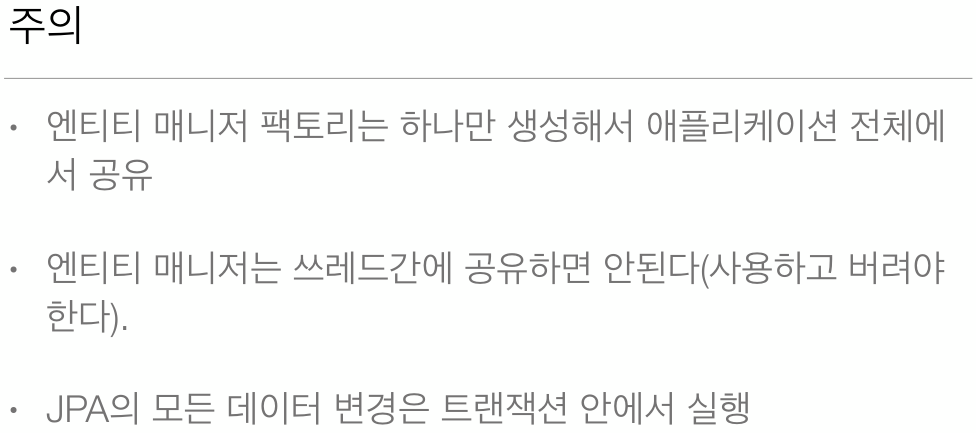 주의
• 엔티티 매니저 팩토리는 하나만 생성해서 애플리케이션 전체에
서 공유
• 엔티티 매니저는 쓰레드간에 공유하면 안된다(사용하고 버려야
한다).
• JPA의 모든 데이터 변경은 트랜잭션 안에서 실행